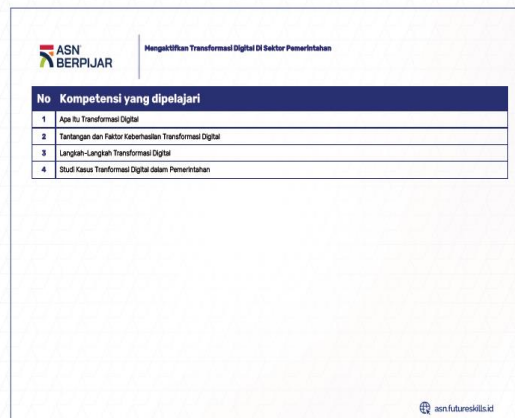 ASN
BERPIJAR
Mengaktifkan Transformasi Digital Di Sektor Pemerintahan
No Kompetensi yang dipelajari
1 Apa Itu Transformasi Digital
2 Tantangan dan Faktor Keberhasilan Transformasi Digital
3 Langkah-Langkah Transformasi Digital
4 Studi Kasus Tranformasi Digital dalam Pemerintahan
asn.futureskills.id